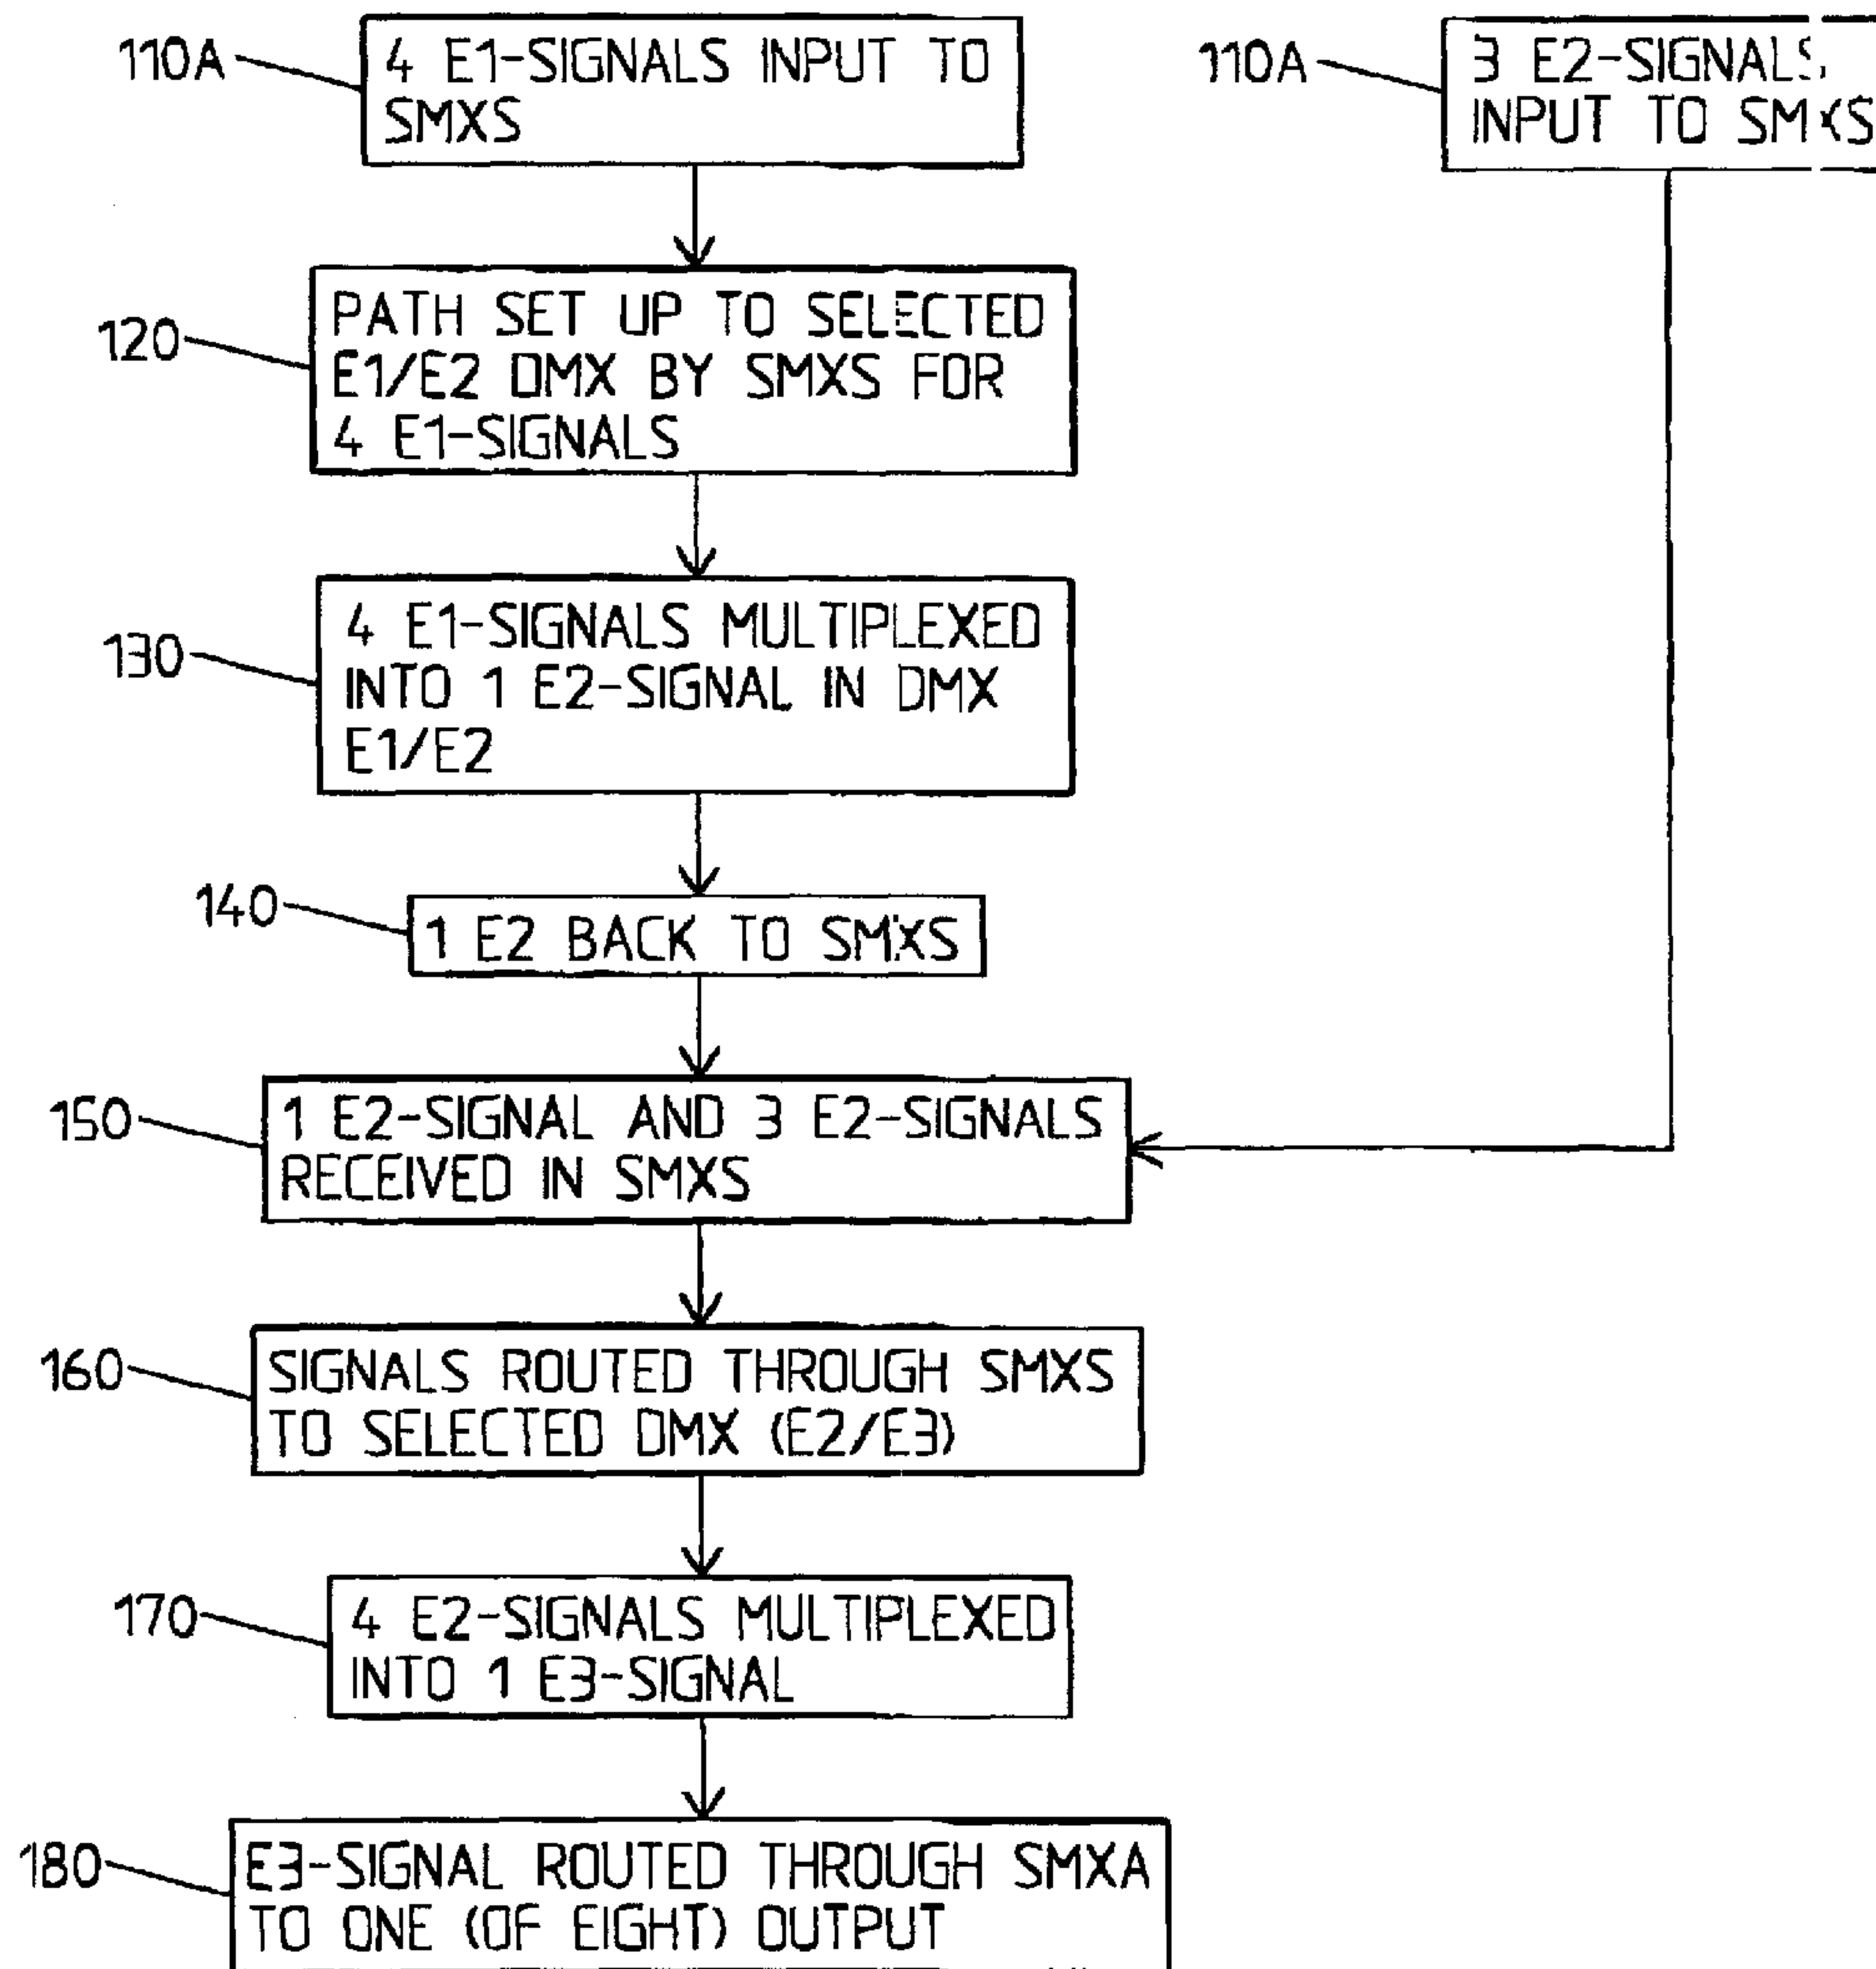 110A
4 E1-SIGNALS INPUT TO
SMXS
110A
3 E2-SIGNALS
INPUT TO SMXS
120
PATH SET UP TO SELECTED
E1/E2 DMX BY SMXS FOR
4 E1-SIGNALS
130
4 E1-SIGNALS MULTIPLEXED
INTO 1 E2-SIGNAL IN DMX
E1/E2
140
1 E2 BACK TO SMXS
150
1 E2-SIGNAL AND 3 E2-SIGNALS
RECEIVED IN SMXS
160
SIGNALS ROUTED THROUGH SMXS
TO SELECTED DMX (E2/E3)
170
4 E2-SIGNALS MULTIPLEXED
INTO 1 E3-SIGNAL
180
E3-SIGNAL ROUTED THROUGH SMXA
TO ONE (OF EIGHT) OUTPUT